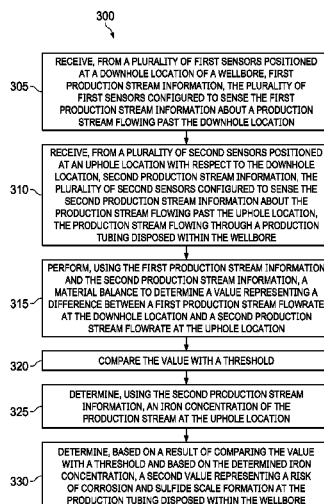 300
305
RECEIVE, FROM A PLURALITY OF FIRST SENSORS POSITIONED
AT A DOWNHOLE LOCATION OF A WELLBORE, FIRST
PRODUCTION STREAM INFORMATION, THE PLURALITY OF
FIRST SENSORS CONFIGURED TO SENSE THE FIRST
PRODUCTION STREAM INFORMATION ABOUT A PRODUCTION
STREAM FLOWING PAST THE DOWNHOLE LOCATION
310
RECEIVE, FROM A PLURALITY OF SECOND SENSORS POSITIONED
AT AN UPHOLE LOCATION WITH RESPECT TO THE DOWNHOLE
LOCATION, SECOND PRODUCTION STREAM INFORMATION, THE
PLURALITY OF SECOND SENSORS CONFIGURED TO SENSE THE
SECOND PRODUCTION STREAM INFORMATION ABOUT THE
PRODUCTION STREAM FLOWING PAST THE UPHOLE LOCATION,
THE PRODUCTION STREAM FLOWING THROUGH A PRODUCTION
TUBING DISPOSED WITHIN THE WELLBORE
315
PERFORM, USING THE FIRST PRODUCTION STREAM INFORMATION
AND THE SECOND PRODUCTION STREAM INFORMATION, A
MATERIAL BALANCE TO DETERMINE A VALUE REPRESENTING A
DIFFERENCE BETWEEN A FIRST PRODUCTION STREAM FLOWRATE
AT THE DOWNHOLE LOCATION AND A SECOND PRODUCTION
STREAM FLOWRATE AT THE UPHOLE LOCATION
320
COMPARE THE VALUE WITH A THRESHOLD
325
DETERMINE, USING THE SECOND PRODUCTION STREAM
INFORMATION, AN IRON CONCENTRATION OF THE
PRODUCTION STREAM AT THE UPHOLE LOCATION
330
DETERMINE, BASED ON A RESULT OF COMPARING THE VALUE
WITH A THRESHOLD AND BASED ON THE DETERMINED IRON
CONCENTRATION, A SECOND VALUE REPRESENTING A RISK
OF CORROSION AND SULFIDE SCALE FORMATION AT THE
PRODUCTION TUBING DISPOSED WITHIN THE WELLBORE